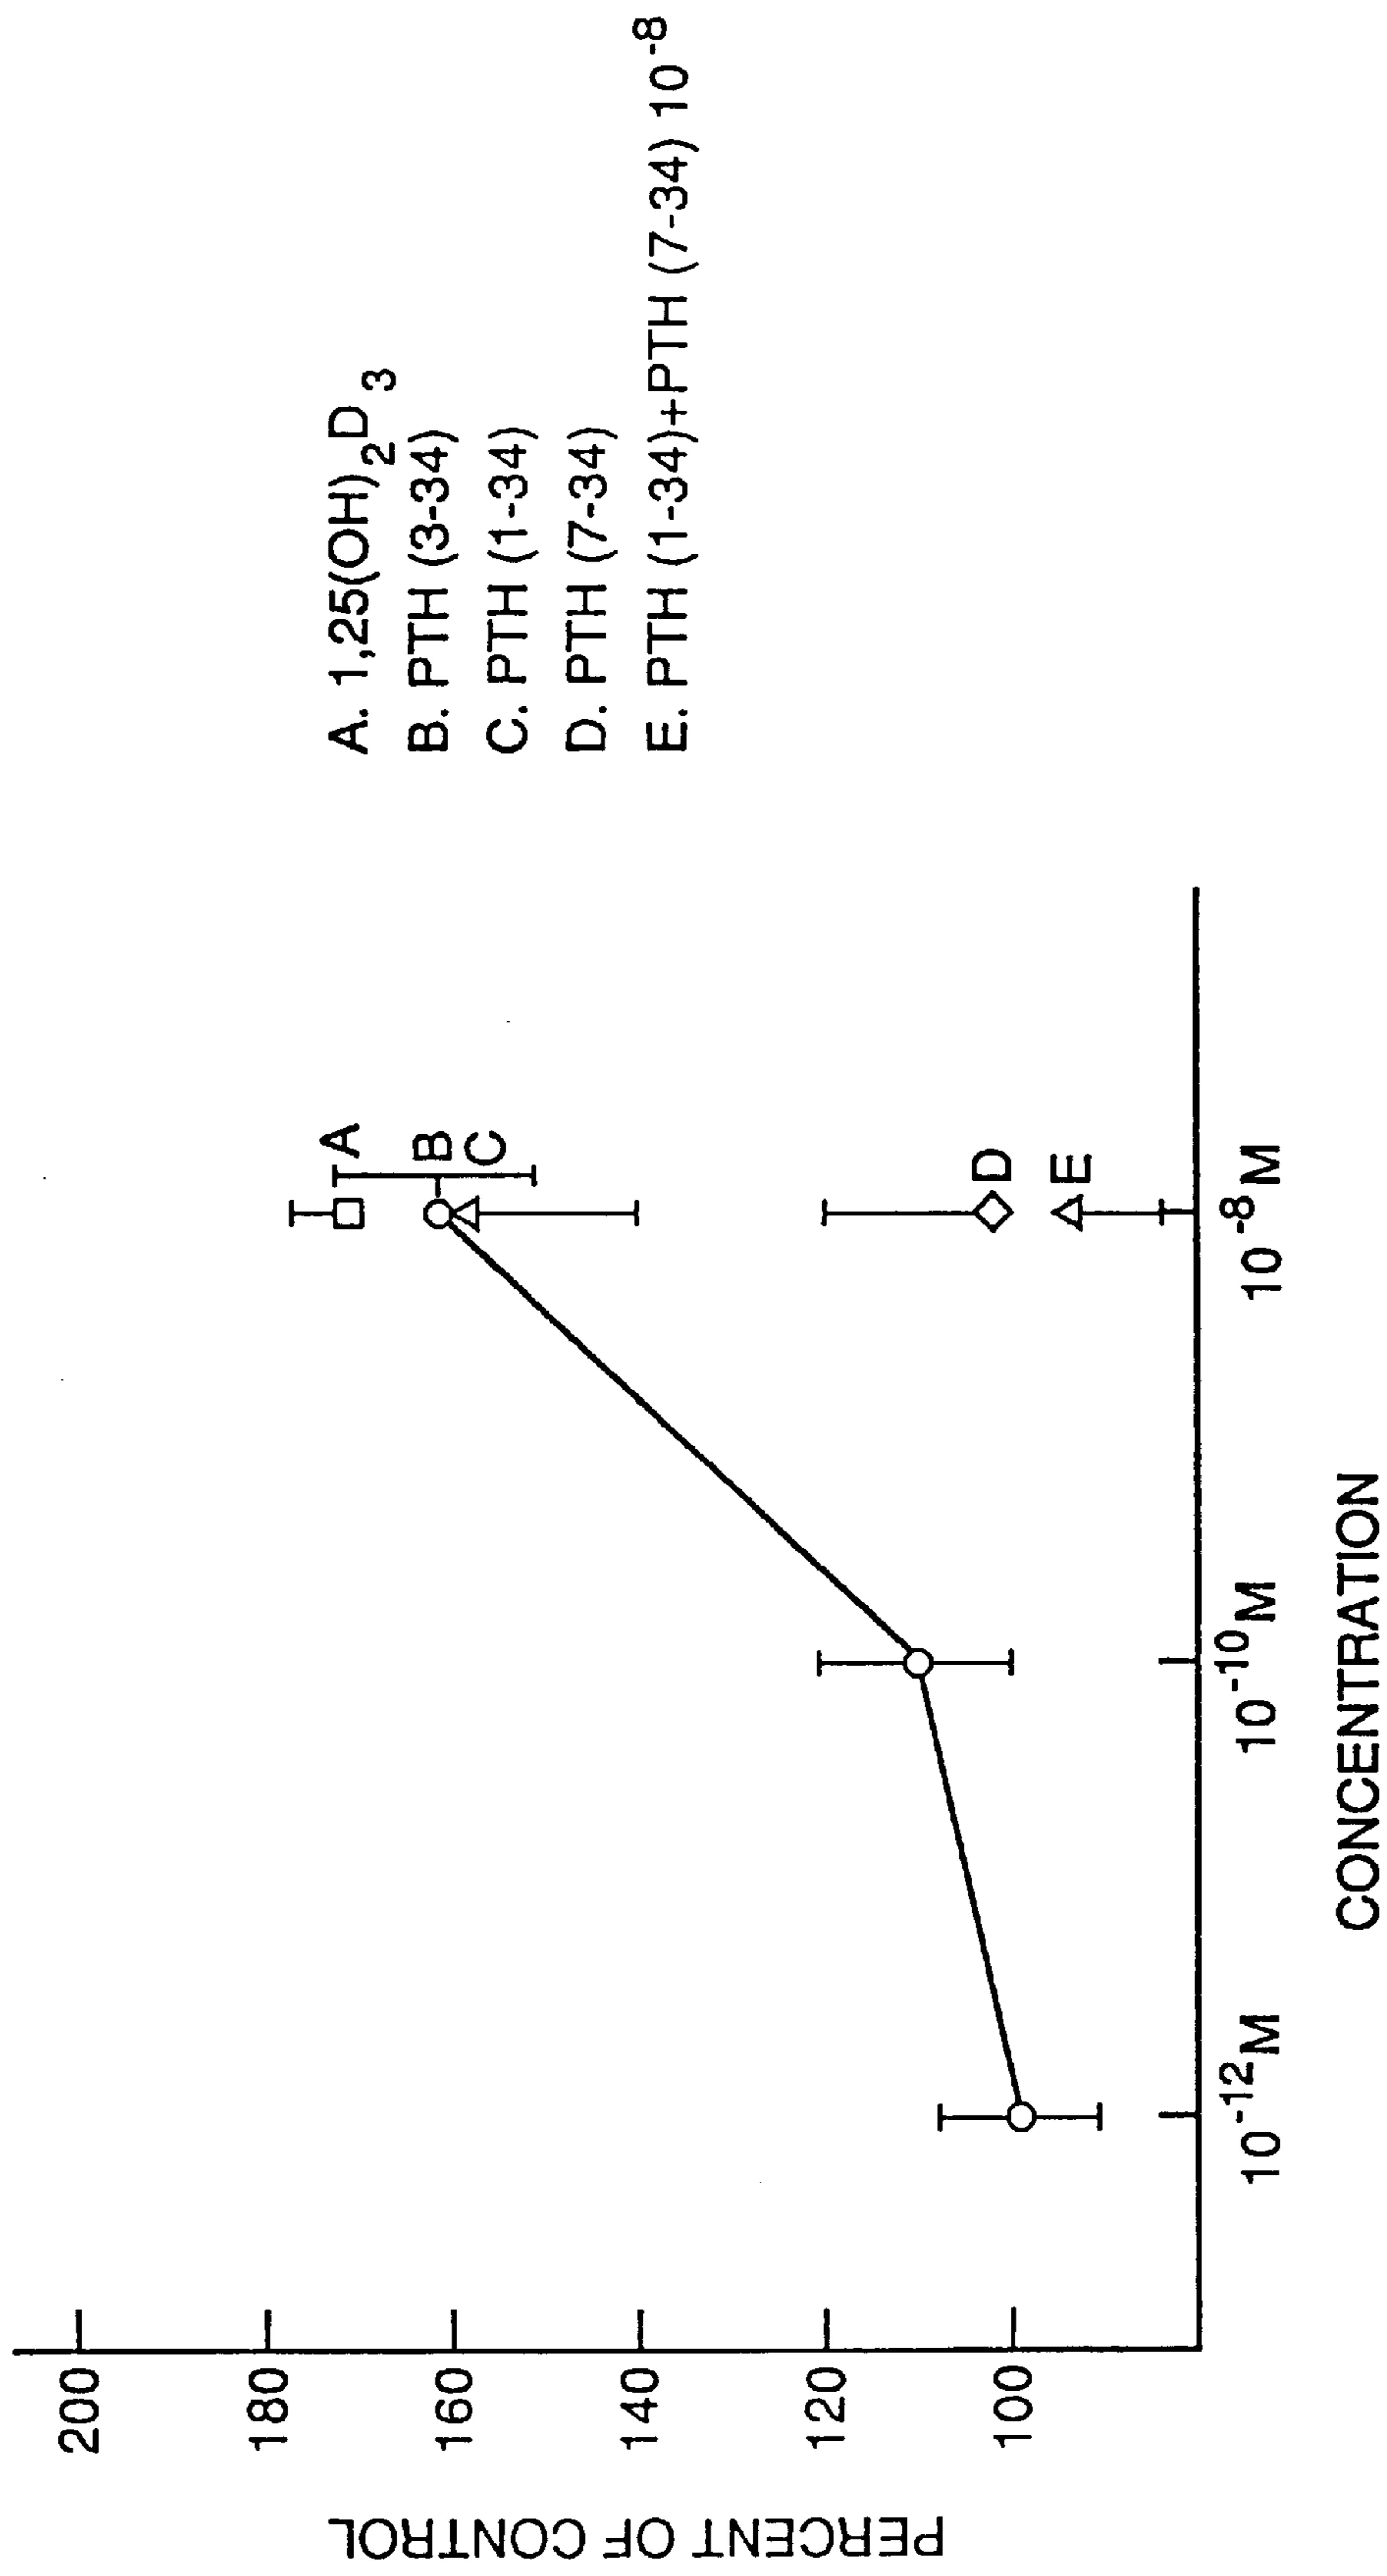 PERCENT OF CONTROL
200
180
160
140
120
100
A
B
C
D
E
10⁻¹²M
10⁻¹⁰M
10⁻⁸M
CONCENTRATION
A. 1,25(OH)₂D₃
B. PTH (3-34)
C. PTH (1-34)
D. PTH (7-34)
E. PTH (1-34)+PTH (7-34) 10⁻⁸